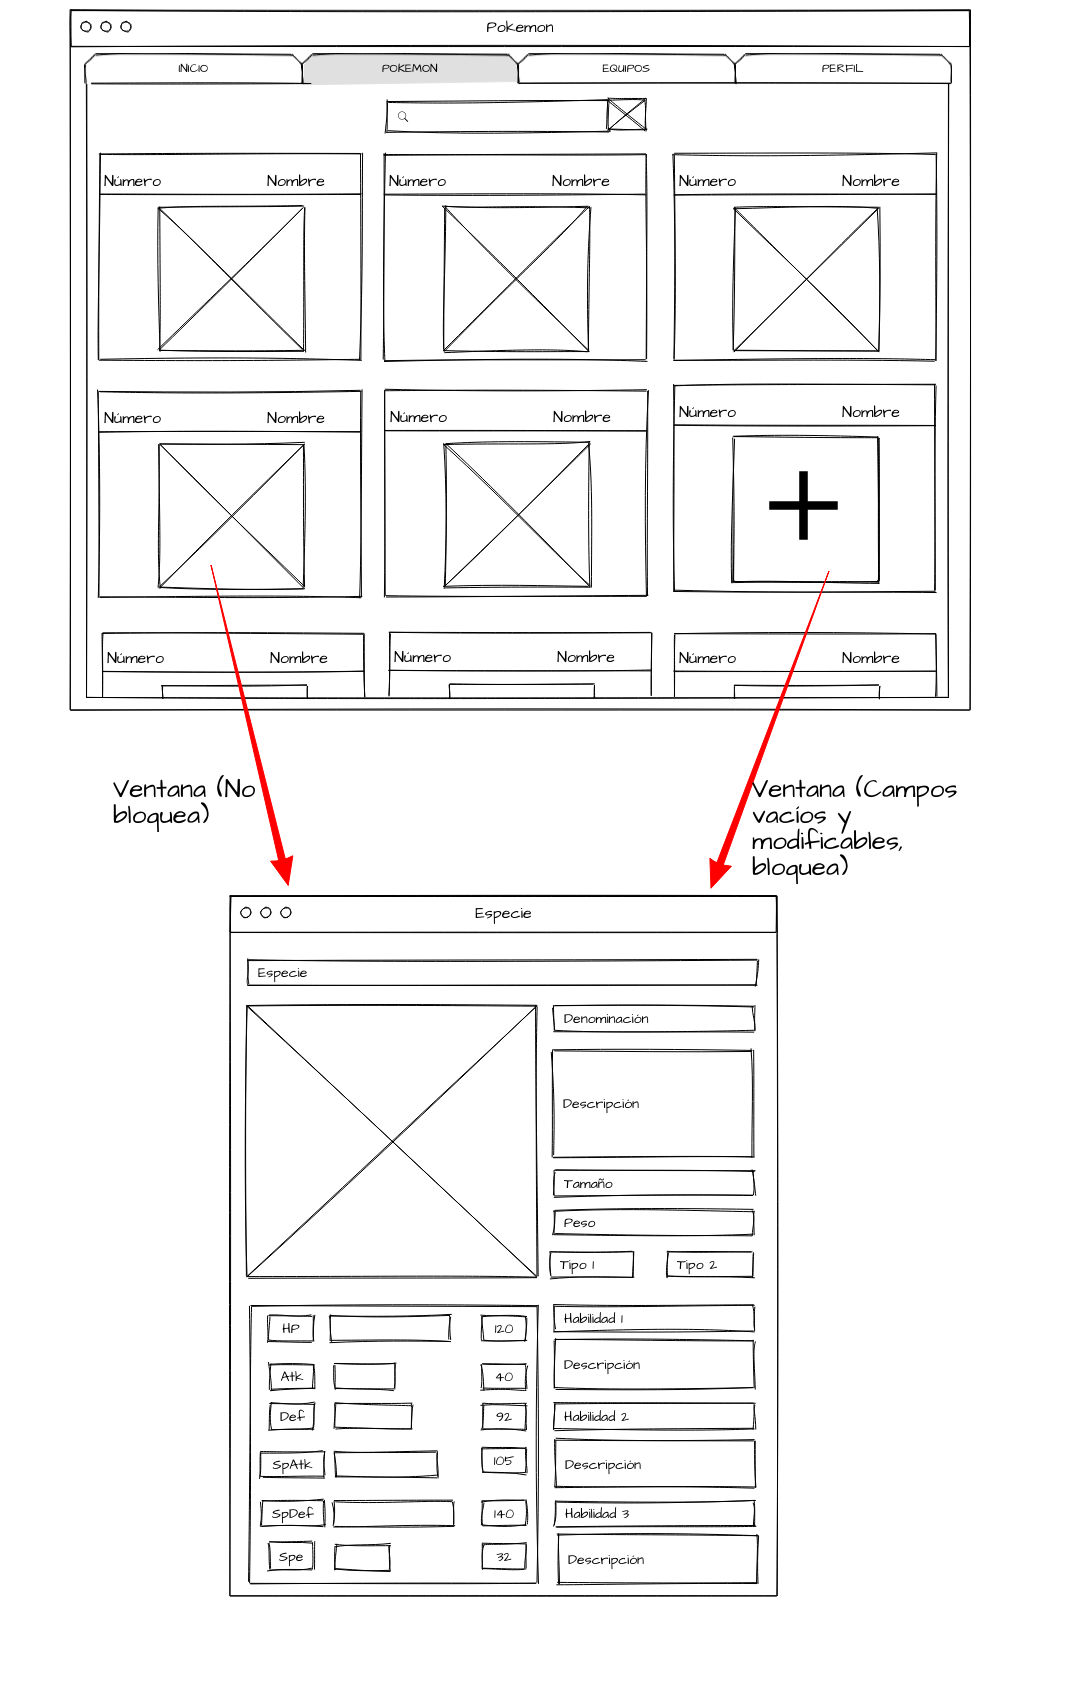 Pokemon
INICIO POKEMON EQUIPOS PERFIL
Número Nombre Número Nombre Número Nombre
Número Nombre Número Nombre Número Nombre
Número Nombre Número Nombre Número Nombre
Ventana (No
bloquea)
Ventana (Campos
vacíos y
modificables,
bloquea)
Especie
Especie
Denominación
Descripción
Tamaño
Peso
Tipo 1 Tipo 2
HP 120
Atk 40
Def 92
SpAtk 105
SpDef 140
Spe 32
Habilidad 1
Descripción
Habilidad 2
Descripción
Habilidad 3
Descripción